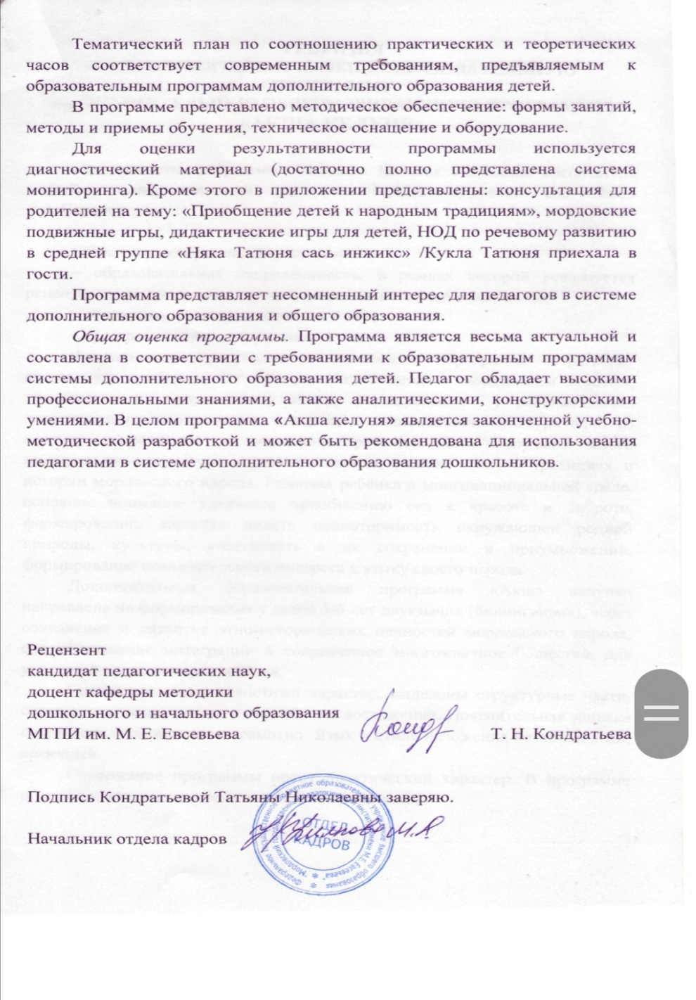 Тематический план по соотношению практических и теоретических
часов соответствует современным требованиям, предъявляемым к
образовательным программам дополнительного образования детей.
В программе представлено методическое обеспечение: формы занятий,
методы и приемы обучения, техническое оснащение и оборудование.
Для оценки результативности программы используется
диагностический материал (достаточно полно представлена система
мониторинга). Кроме этого в приложении представлены: консультация для
родителей на тему: «Приобщение детей к народным традициям», мордовские
подвижные игры, дидактические игры для детей, НОД по речевому развитию
в средней группе «Няка Татюня сась инжикс» /Кукла Татюня приехала в
гости.
Программа представляет несомненный интерес для педагогов в системе
дополнительного образования и общего образования.
Общая оценка программы. Программа является весьма актуальной и
составлена в соответствии с требованиями к образовательным программам
системы дополнительного образования детей. Педагог обладает высокими
профессиональными знаниями, а также аналитическими, конструкторскими
умениями. В целом программа «Акша келуня» является законченной учебно-
методической разработкой и может быть рекомендована для использования
педагогами в системе дополнительного образования дошкольников.
Рецензент
кандидат педагогических наук,
доцент кафедры методики
дошкольного и начального образования
МГПИ им. М. Е. Евсевьева Т. Н. Кондратьева
Подпись Кондратьевой Татьяны Николаевны заверяю.
Начальник отдела кадров
ОТДЕЛ
КАДРОВ